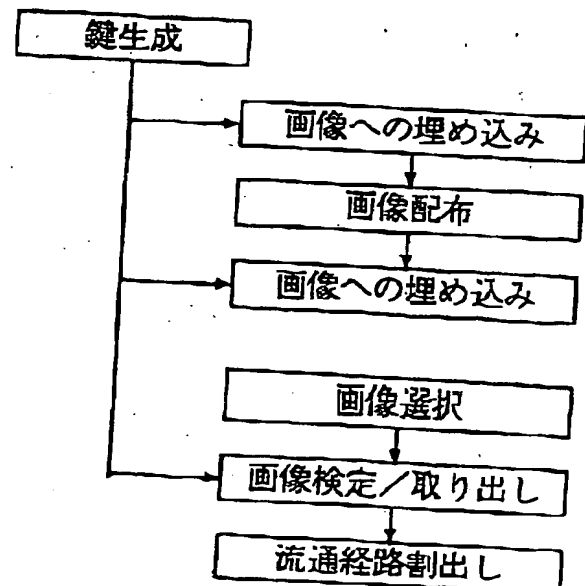 鍵生成
画像への埋め込み
画像配布
画像への埋め込み
画像選択
画像検定/取り出し
流通経路割出し